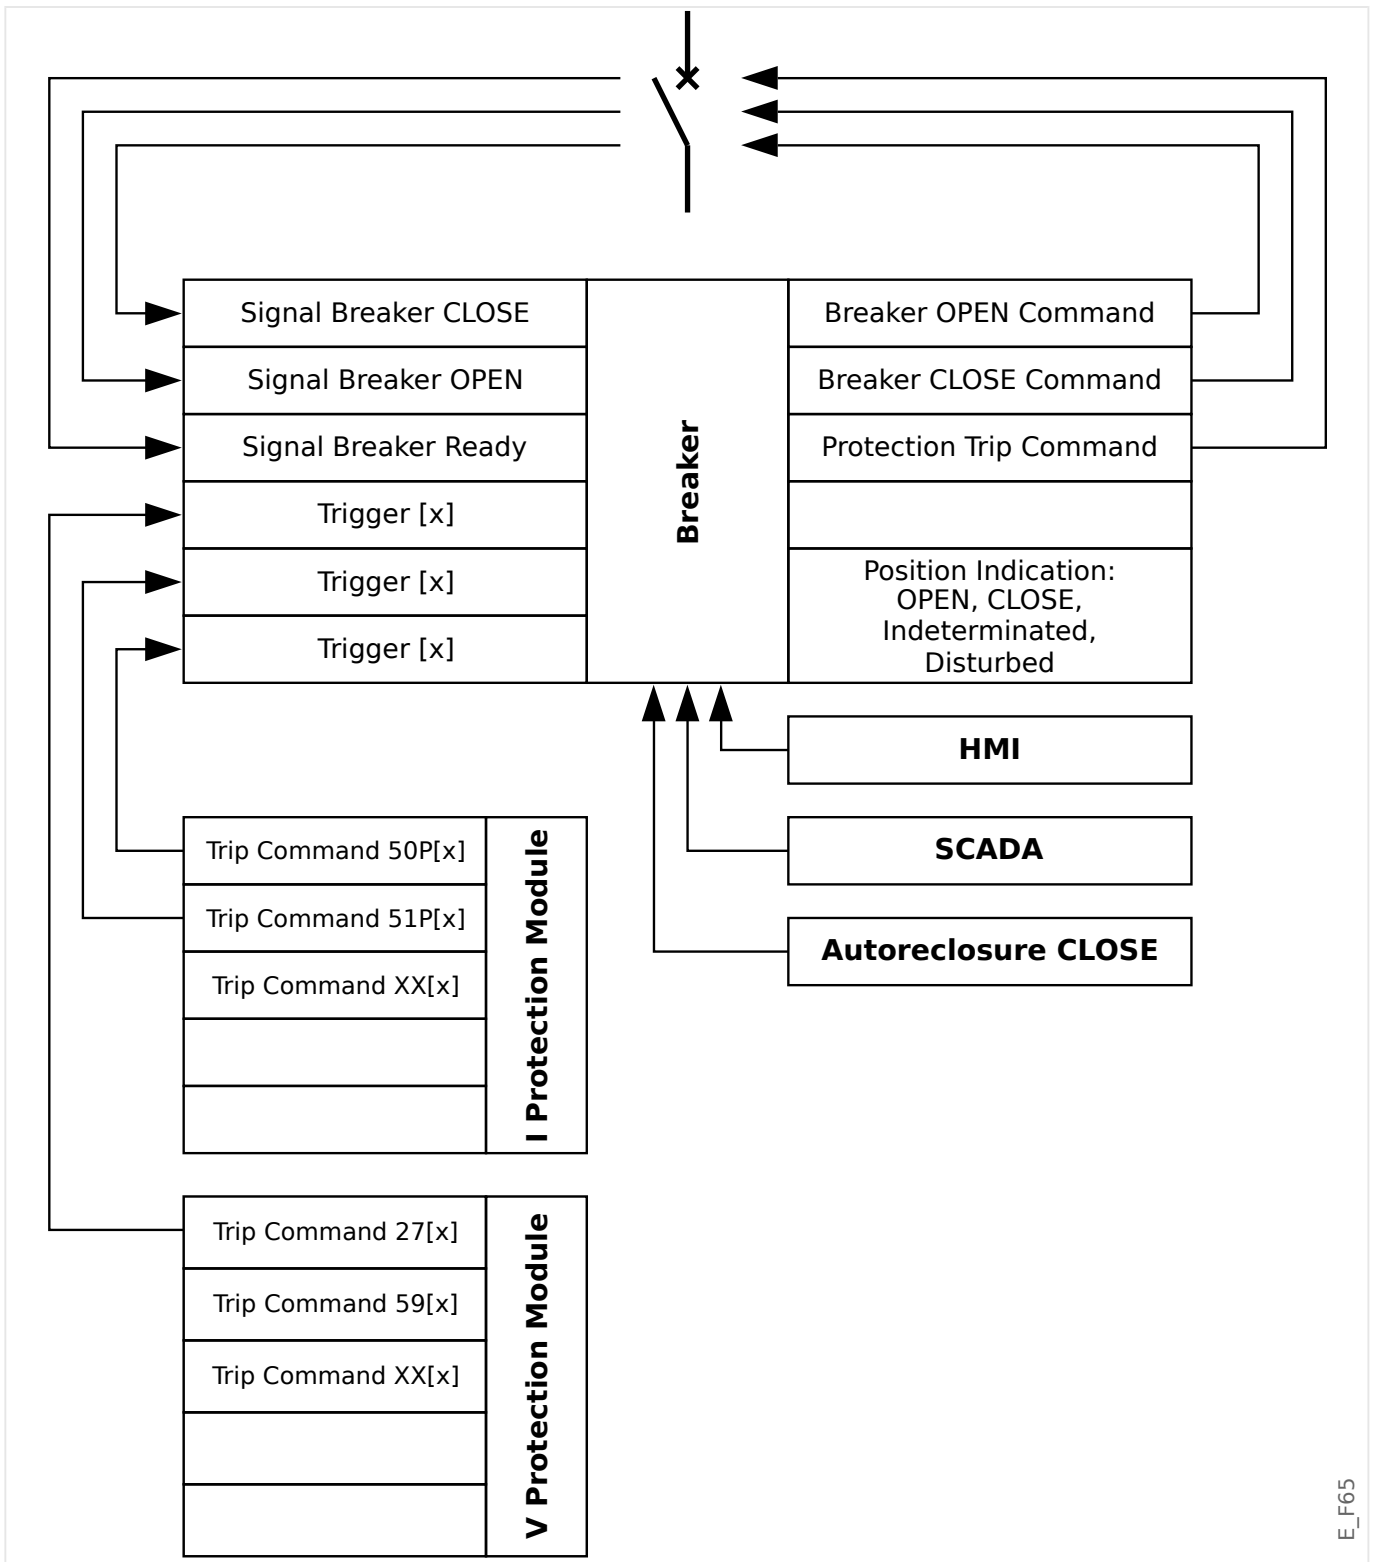 Signal Breaker CLOSE
Signal Breaker OPEN
Signal Breaker Ready
Trigger [x]
Trigger [x]
Trigger [x]
Breaker
Breaker OPEN Command
Breaker CLOSE Command
Protection Trip Command
Position Indication:
OPEN, CLOSE,
Indeterminated,
Disturbed
HMI
SCADA
Autoreclosure CLOSE
Trip Command 50P[x]
Trip Command 51P[x]
Trip Command XX[x]
I Protection Module
Trip Command 27[x]
Trip Command 59[x]
Trip Command XX[x]
V Protection Module
E_F65